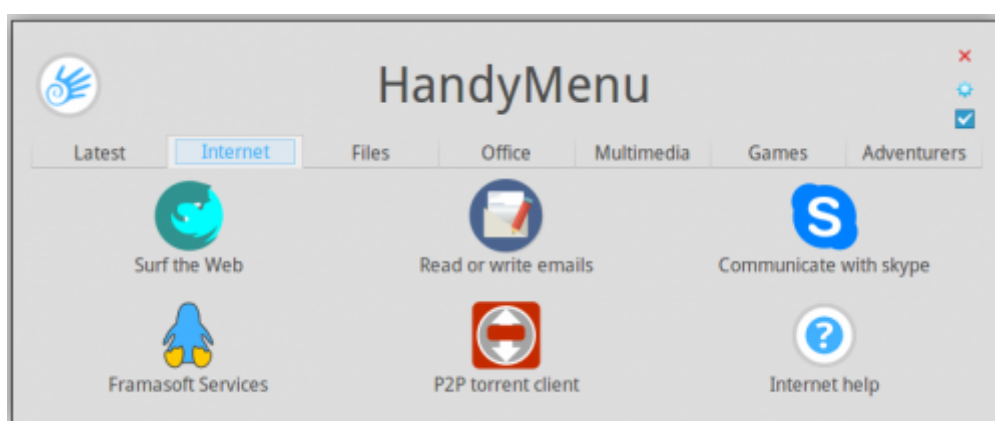 HandyMenu
Latest Internet Files Office Multimedia Games Adventurers
Surf the Web Read or write emails Communicate with skype
Framasoft Services P2P torrent client Internet help